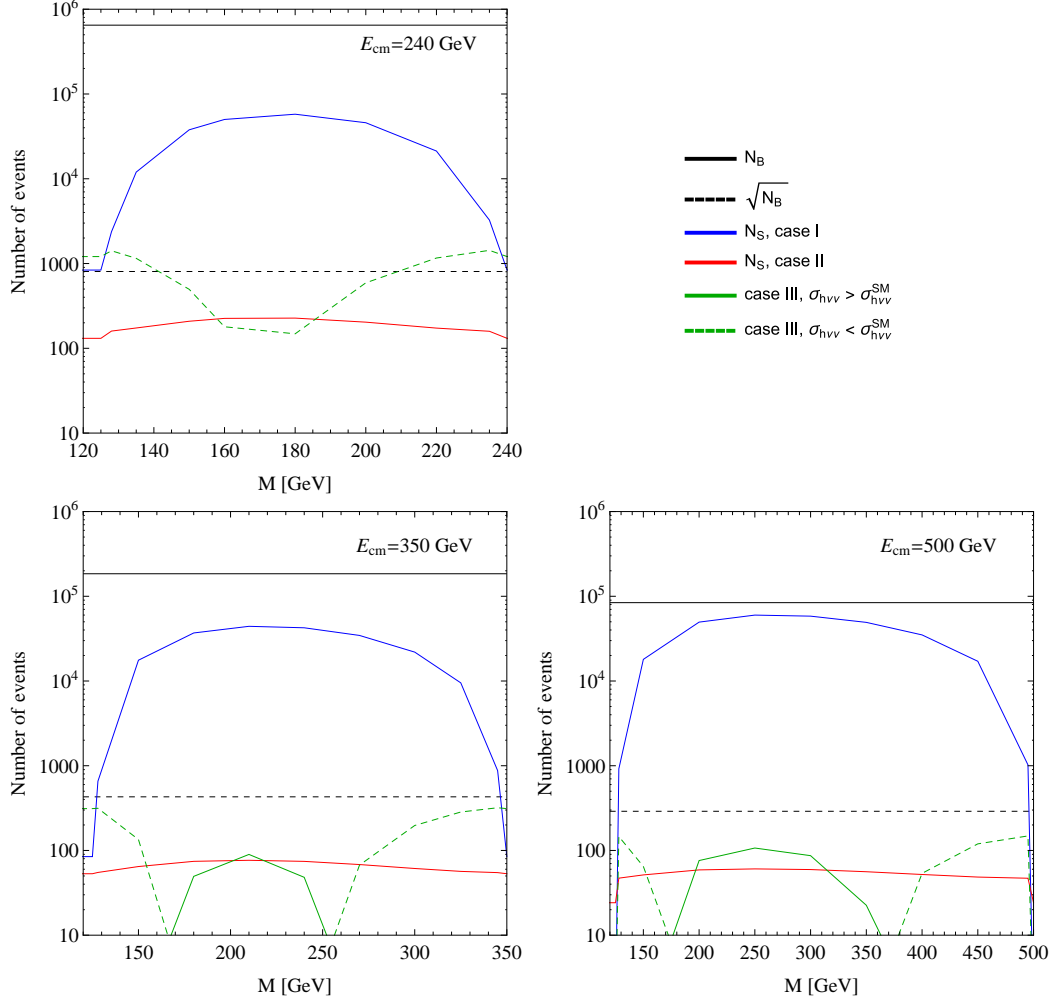 E_cm=240 GeV
Number of events
10^6
10^5
10^4
1000
100
10
120 140 160 180 200 220 240
M [GeV]
N_B
√N_B
N_S, case I
N_S, case II
case III, σ_hνν > σ_hνν^SM
case III, σ_hνν < σ_hνν^SM
E_cm=350 GeV
Number of events
10^6
10^5
10^4
1000
100
10
150 200 250 300 350
M [GeV]
E_cm=500 GeV
Number of events
10^6
10^5
10^4
1000
100
10
150 200 250 300 350 400 450 500
M [GeV]